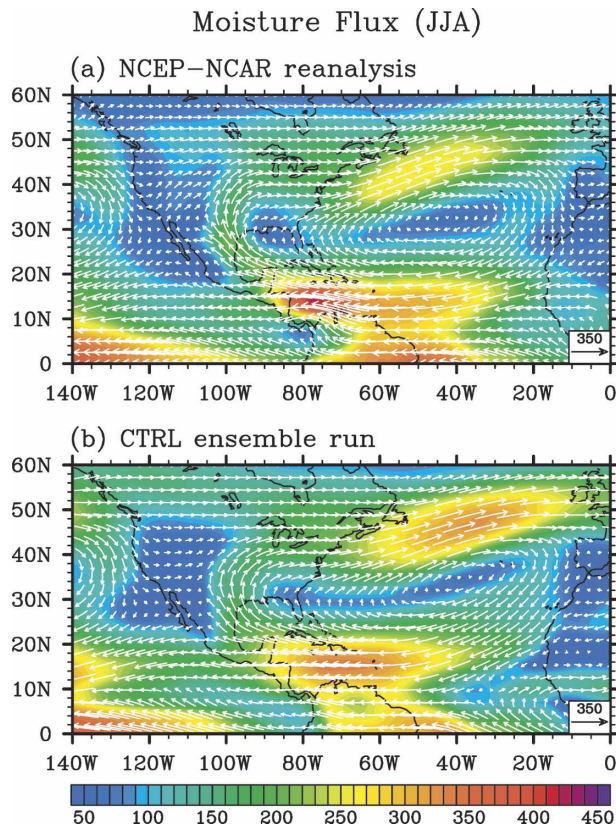 Moisture Flux (JJA)
(a) NCEP-NCAR reanalysis
60N
50N
40N
30N
20N
10N
0
350
140W 120W 100W 80W 60W 40W 20W 0
(b) CTRL ensemble run
60N
50N
40N
30N
20N
10N
0
350
140W 120W 100W 80W 60W 40W 20W 0
50 100 150 200 250 300 350 400 450